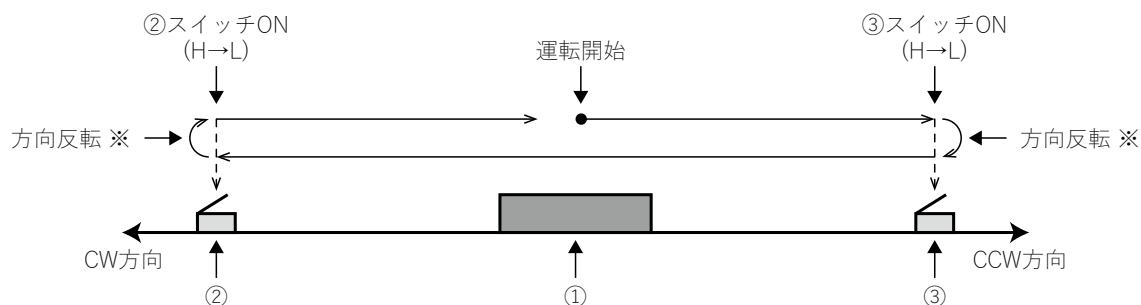 ②スイッチON
(H→L)
運転開始
③スイッチON
(H→L)
方向反転 ※
方向反転 ※
CW方向
CCW方向
②
①
③